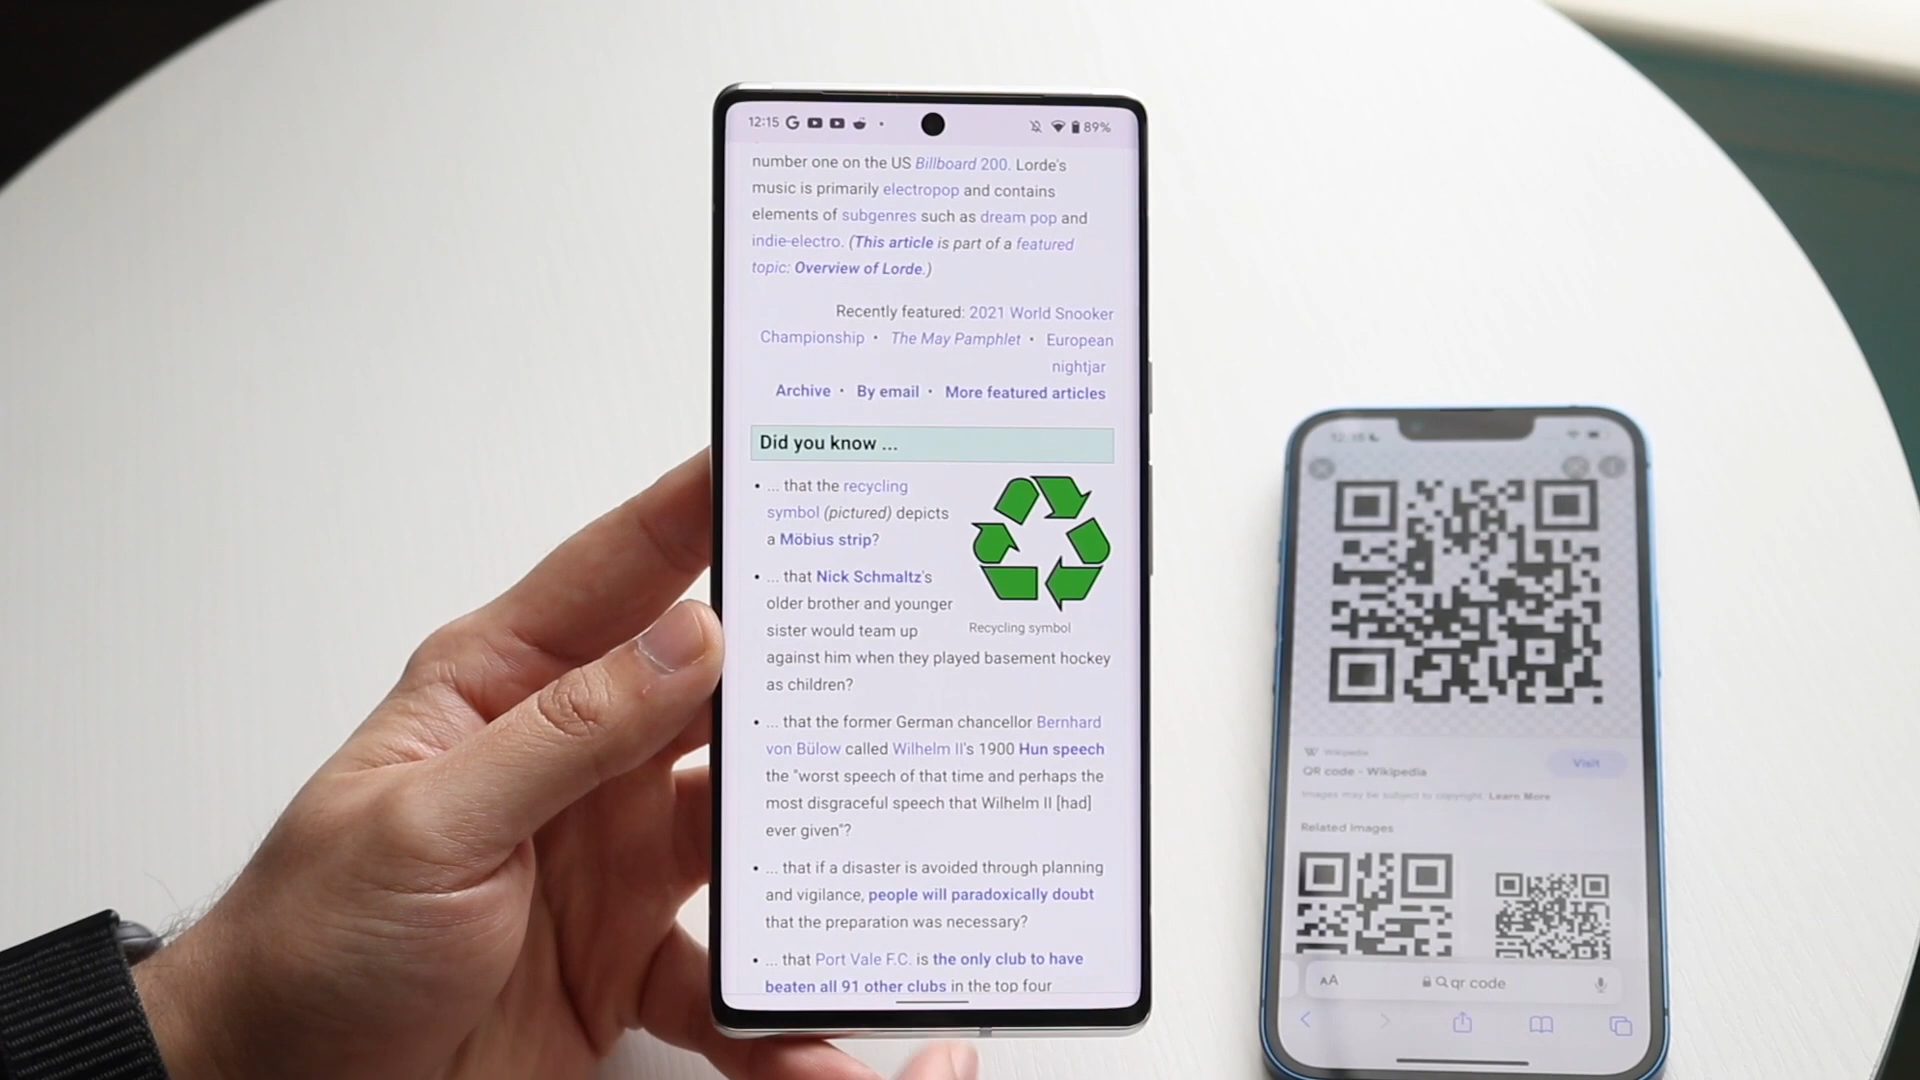 12:15
89%
number one on the US Billboard 200. Lorde's
music is primarily electropop and contains
elements of subgenres such as dream pop and
indie-electro. (This article is part of a featured
topic: Overview of Lorde.)
Recently featured: 2021 World Snooker
Championship • The May Pamphlet • European
nightjar
Archive • By email • More featured articles
Did you know ...
• ... that the recycling
symbol (pictured) depicts
a Möbius strip?
Recycling symbol
• ... that Nick Schmaltz's
older brother and younger
sister would team up
against him when they played basement hockey
as children?
• ... that the former German chancellor Bernhard
von Bülow called Wilhelm II's 1900 Hun speech
the "worst speech of that time and perhaps the
most disgraceful speech that Wilhelm II [had]
ever given"?
• ... that if a disaster is avoided through planning
and vigilance, people will paradoxically doubt
that the preparation was necessary?
• ... that Port Vale F.C. is the only club to have
beaten all 91 other clubs in the top four
W Wikipedia
QR code - Wikipedia
Visit
Images may be subject to copyright. Learn More
Related images
AA
qr code